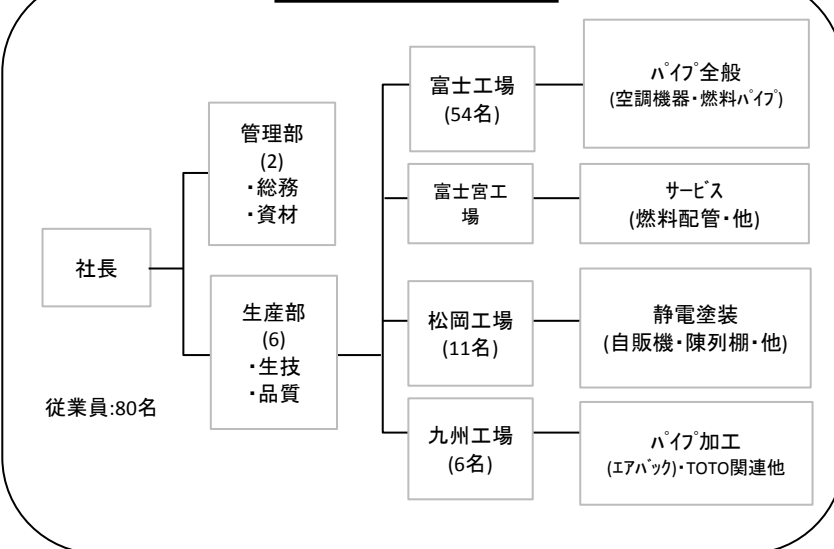 社長
従業員:80名
管理部
(2)
・総務
・資材
生産部
(6)
・生技
・品質
富士工場
(54名)
富士宮工
場
松岡工場
(11名)
九州工場
(6名)
ﾊﾟｲﾌﾟ全般
(空調機器・燃料ﾊﾟｲﾌﾟ)
ｻｰﾋﾞｽ
(燃料配管・他)
静電塗装
(自販機・陳列棚・他)
ﾊﾟｲﾌﾟ加工
(ｴｱﾊﾞｯｸ)・TOTO関連他